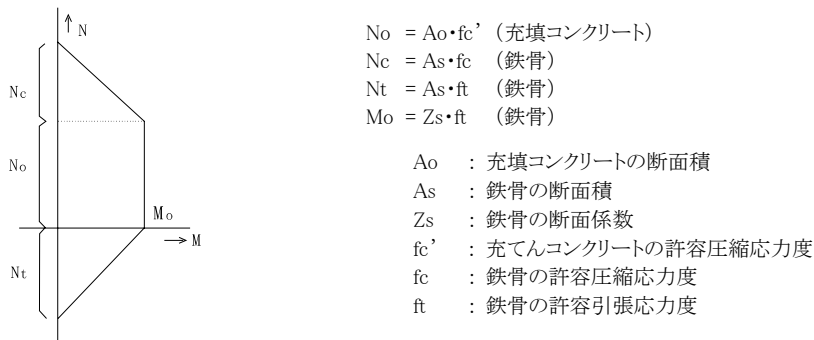 N
Nc
No
Mo
M
Nt
No = Ao・fc’ (充填コンクリート)
Nc = As・fc (鉄骨)
Nt = As・ft (鉄骨)
Mo = Zs・ft (鉄骨)
Ao : 充填コンクリートの断面積
As : 鉄骨の断面積
Zs : 鉄骨の断面係数
fc’ : 充てんコンクリートの許容圧縮応力度
fc : 鉄骨の許容圧縮応力度
ft : 鉄骨の許容引張応力度